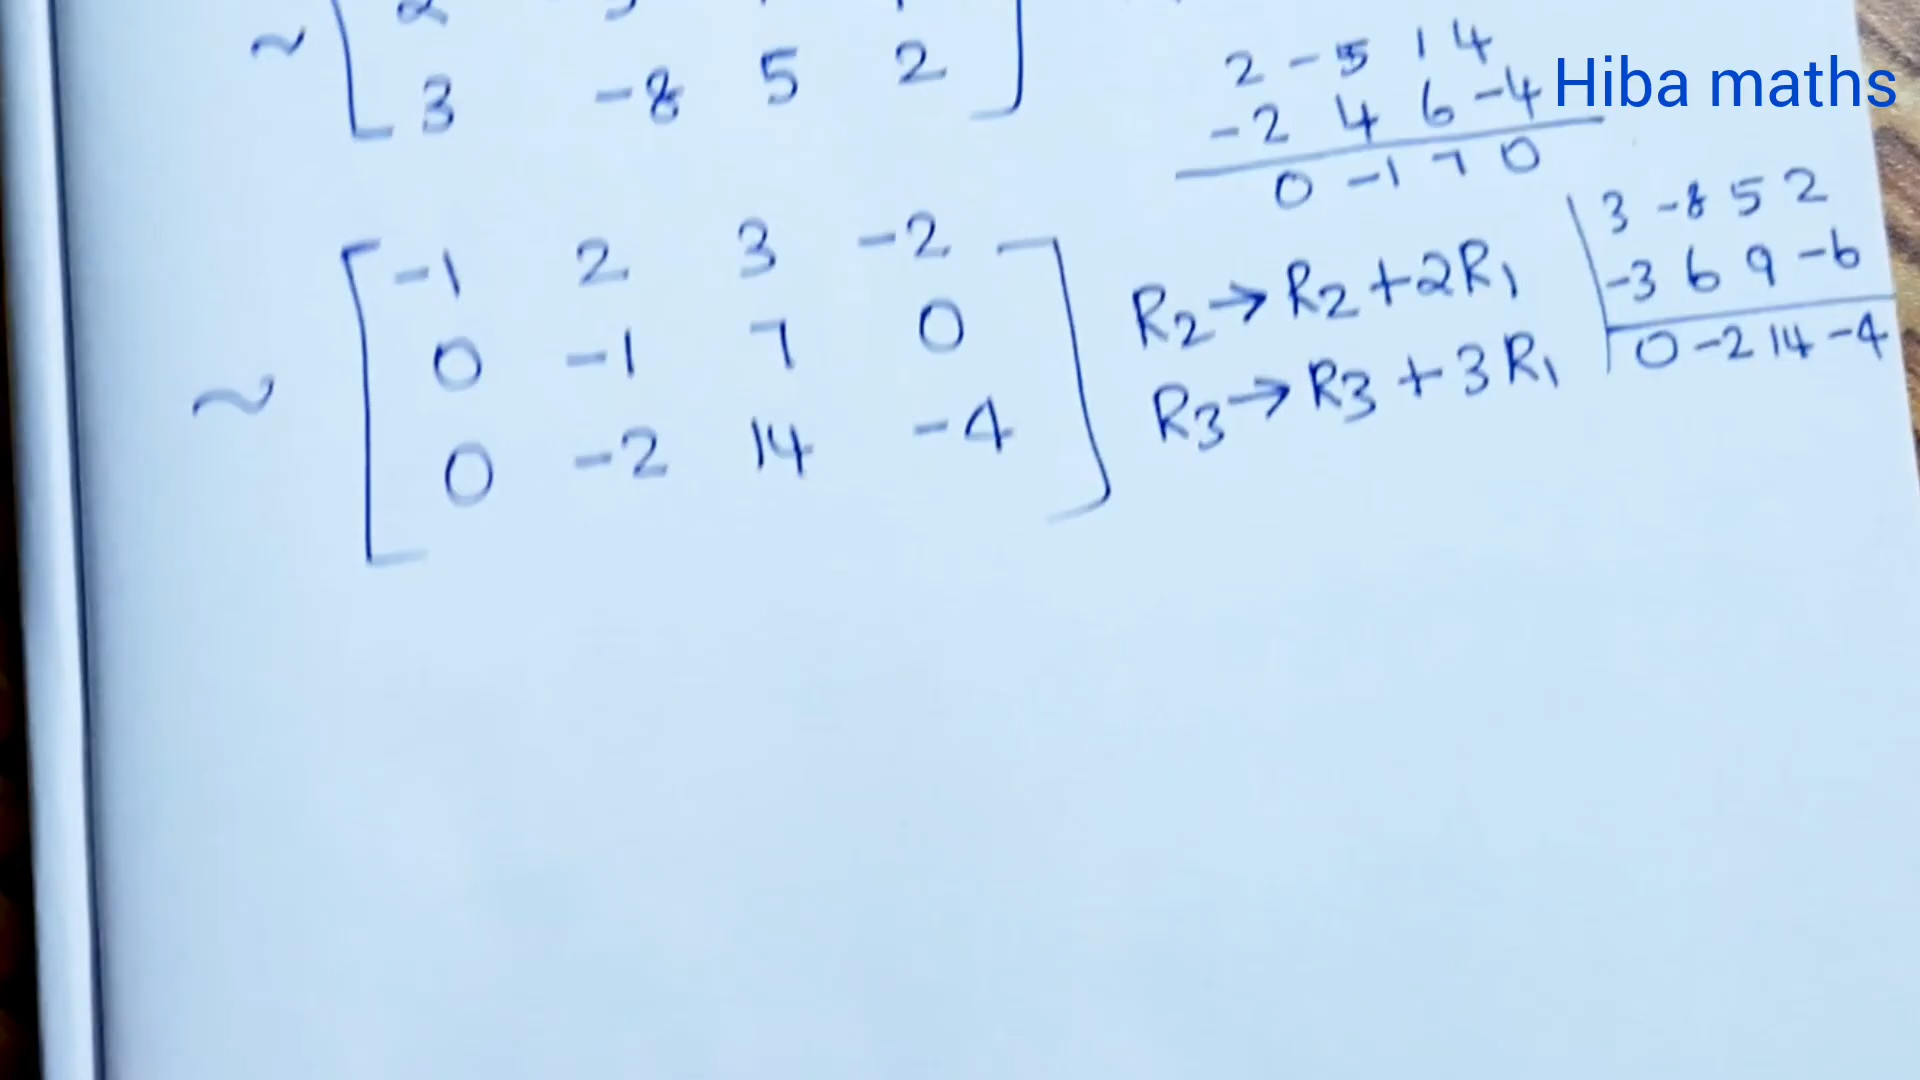 ~ [ 2
3 -8 5 2 ]
2 -5 1 4
-2 4 6 -4
0 -1 7 0
Hiba maths
3 -8 5 2
-3 6 9 -6
0 -2 14 -4
~ [ -1 2 3 -2
0 -1 7 0
0 -2 14 -4 ]
R2 → R2 + 2R1
R3 → R3 + 3R1